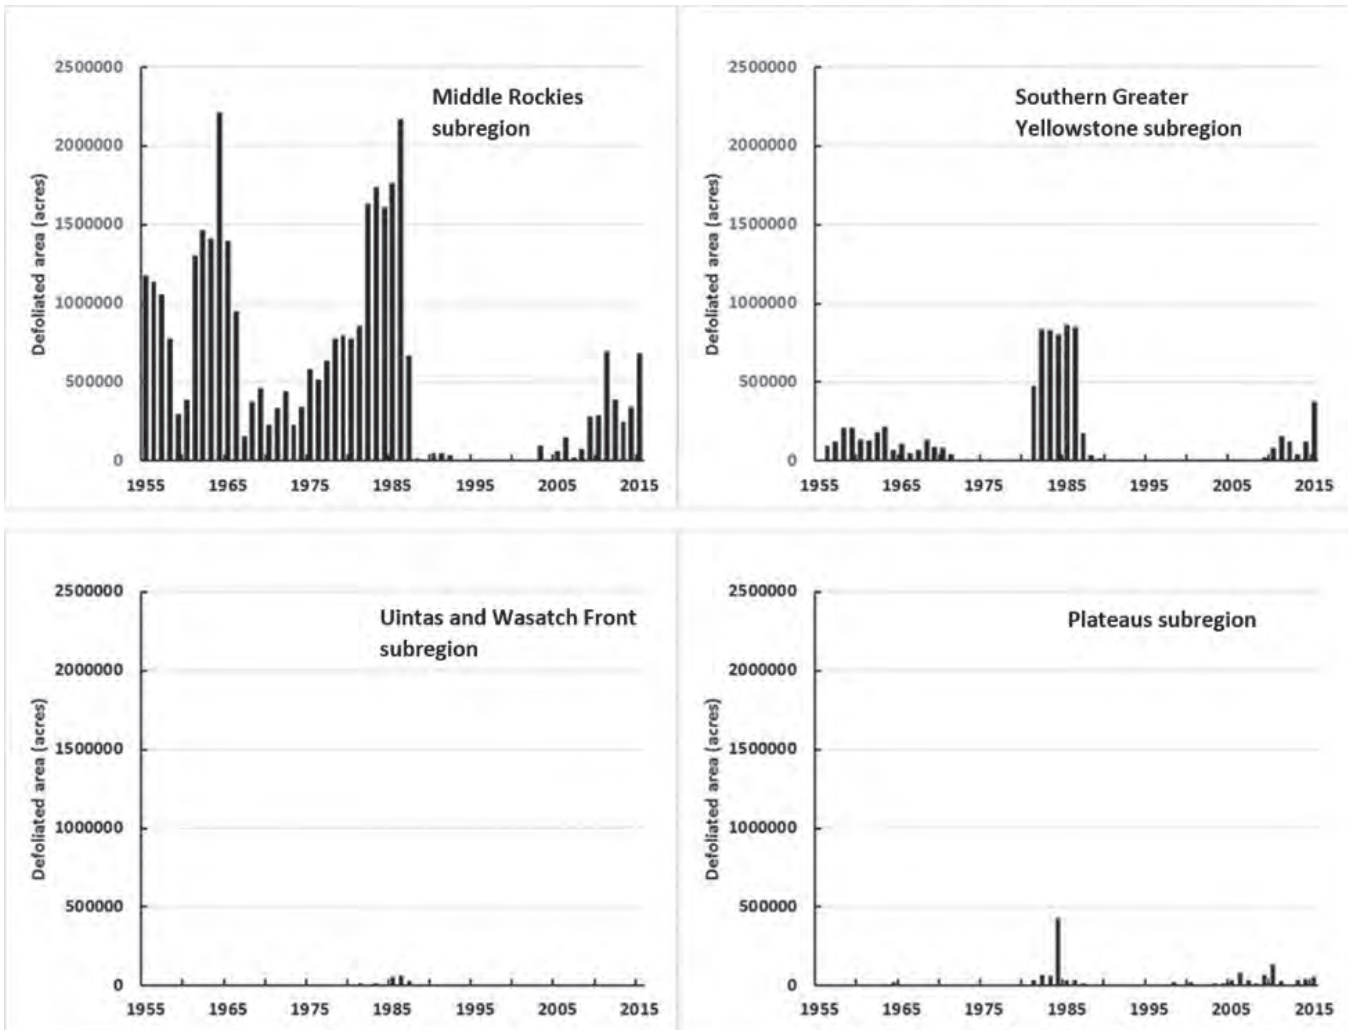 2500000
2000000
1500000
1000000
500000
0
Defoliated area (acres)
Middle Rockies
subregion
1955 1965 1975 1985 1995 2005 2015
2500000
2000000
1500000
1000000
500000
0
Defoliated area (acres)
Southern Greater
Yellowstone subregion
1955 1965 1975 1985 1995 2005 2015
2500000
2000000
1500000
1000000
500000
0
Defoliated area (acres)
Uintas and Wasatch Front
subregion
1955 1965 1975 1985 1995 2005 2015
2500000
2000000
1500000
1000000
500000
0
Defoliated area (acres)
Plateaus subregion
1955 1965 1975 1985 1995 2005 2015